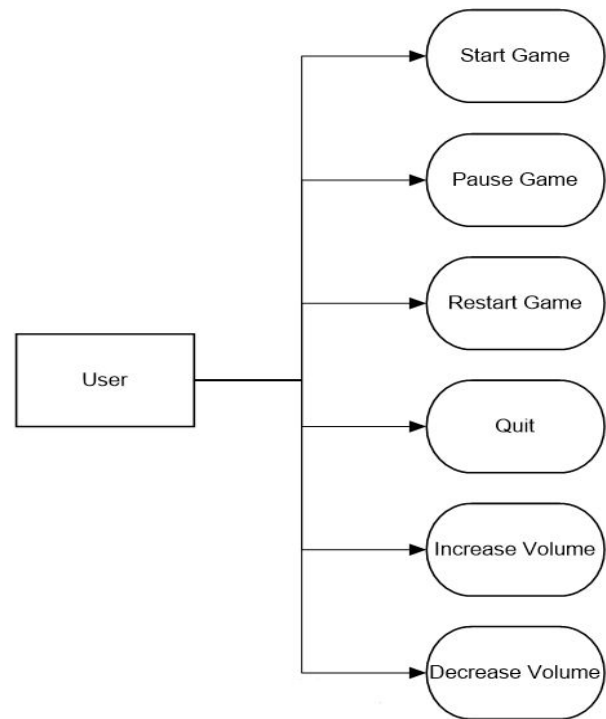 Start Game
Pause Game
Restart Game
User
Quit
Increase Volume
Decrease Volume